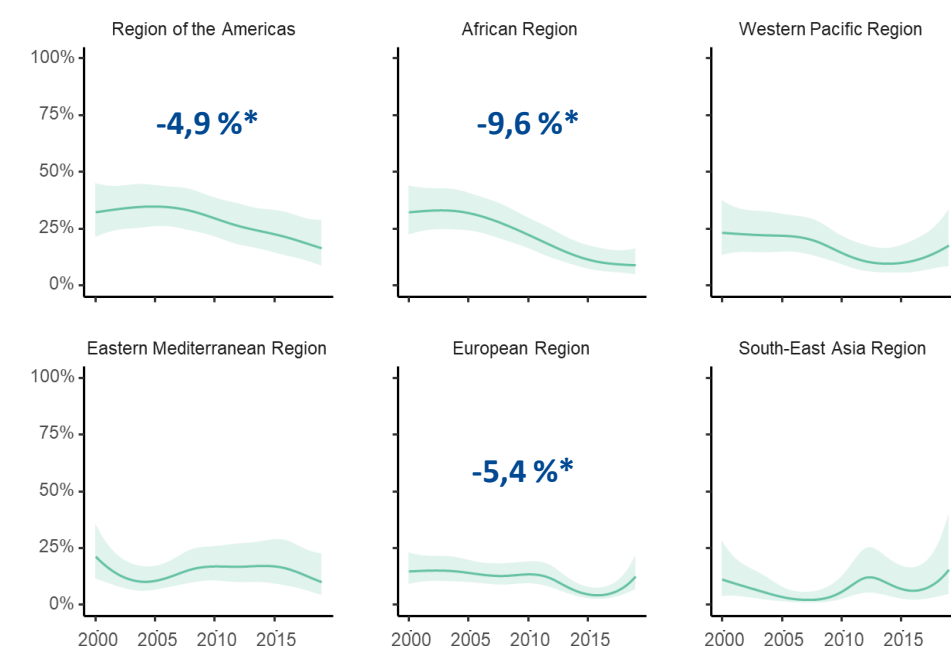 Region of the Americas
African Region
Western Pacific Region
100%
75%
50%
25%
0%
-4,9 %*
-9,6 %*
Eastern Mediterranean Region
European Region
South-East Asia Region
100%
75%
50%
25%
0%
-5,4 %*
2000 2005 2010 2015
2000 2005 2010 2015
2000 2005 2010 2015